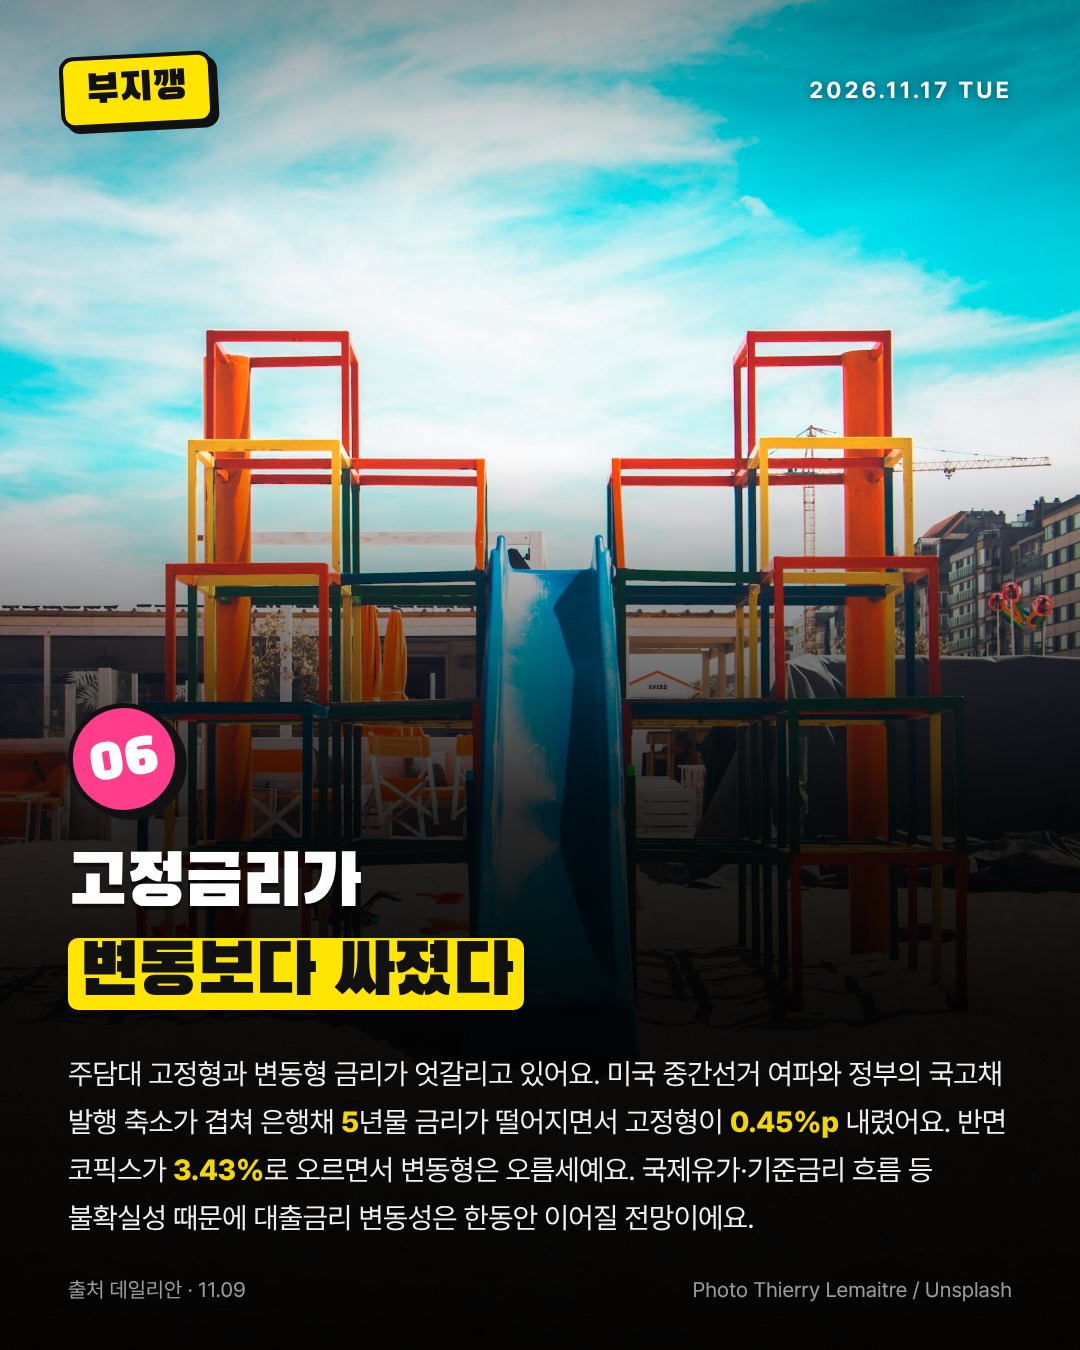 부지깽
2026.11.17 TUE
06
고정금리가
변동보다 싸졌다
주담대 고정형과 변동형 금리가 엇갈리고 있어요. 미국 중간선거 여파와 정부의 국고채
발행 축소가 겹쳐 은행채 5년물 금리가 떨어지면서 고정형이 0.45%p 내렸어요. 반면
코픽스가 3.43%로 오르면서 변동형은 오름세예요. 국제유가·기준금리 흐름 등
불확실성 때문에 대출금리 변동성은 한동안 이어질 전망이에요.
출처 데일리안 · 11.09
Photo Thierry Lemaitre / Unsplash